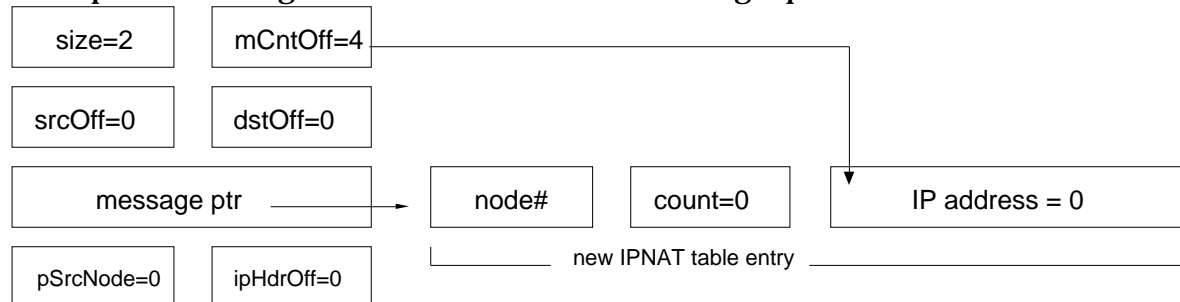 size=2 mCntOff=4
srcOff=0 dstOff=0
message ptr node# count=0 IP address = 0
new IPNAT table entry
pSrcNode=0 ipHdrOff=0